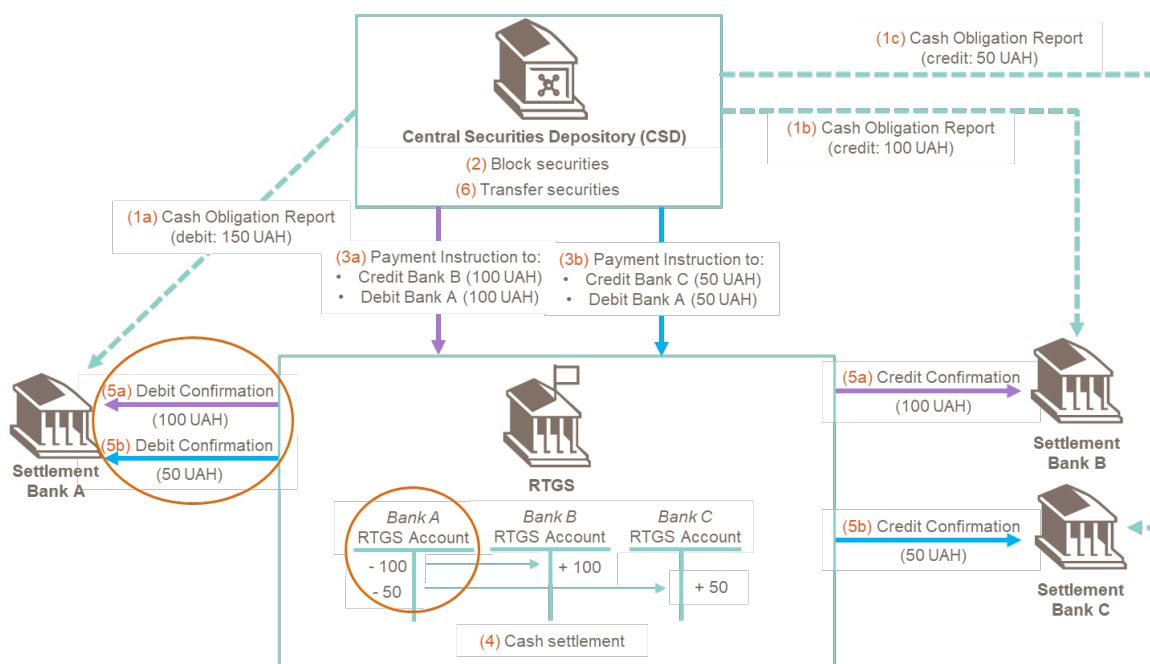 (1c) Cash Obligation Report
(credit: 50 UAH)
Central Securities Depository (CSD)
(2) Block securities
(6) Transfer securities
(1b) Cash Obligation Report
(credit: 100 UAH)
(1a) Cash Obligation Report
(debit: 150 UAH)
(3a) Payment Instruction to:
• Credit Bank B (100 UAH)
• Debit Bank A (100 UAH)
(3b) Payment Instruction to:
• Credit Bank C (50 UAH)
• Debit Bank A (50 UAH)
(5a) Debit Confirmation
(100 UAH)
(5b) Debit Confirmation
(50 UAH)
Settlement
Bank A
RTGS
(5a) Credit Confirmation
(100 UAH)
Settlement
Bank B
Bank A
RTGS Account
- 100
- 50
Bank B
RTGS Account
+ 100
Bank C
RTGS Account
+ 50
(4) Cash settlement
(5b) Credit Confirmation
(50 UAH)
Settlement
Bank C